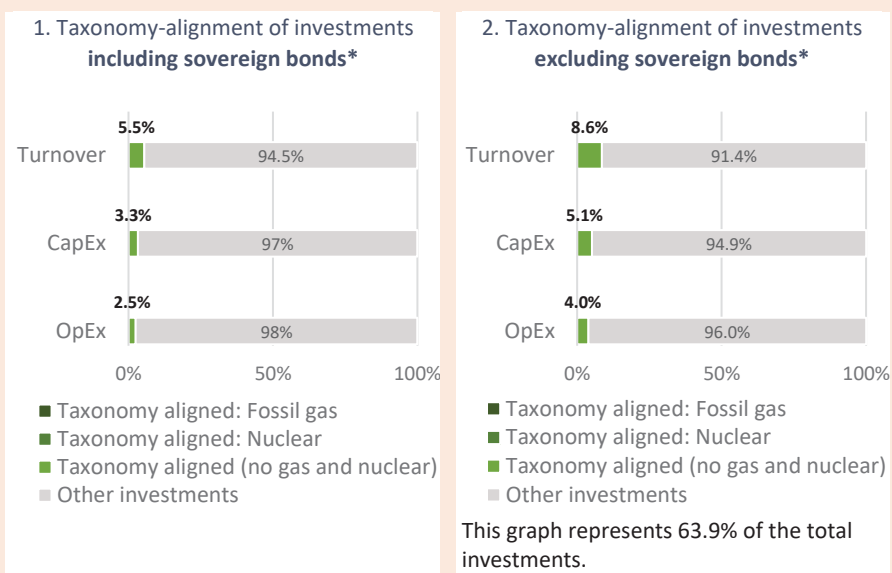 1. Taxonomy-alignment of investments
including sovereign bonds*
5.5%
Turnover
94.5%
3.3%
CapEx
97%
2.5%
OpEx
98%
0%
50%
100%
Taxonomy aligned: Fossil gas
Taxonomy aligned: Nuclear
Taxonomy aligned (no gas and nuclear)
Other investments
2. Taxonomy-alignment of investments
excluding sovereign bonds*
8.6%
Turnover
91.4%
5.1%
CapEx
94.9%
4.0%
OpEx
96.0%
0%
50%
100%
Taxonomy aligned: Fossil gas
Taxonomy aligned: Nuclear
Taxonomy aligned (no gas and nuclear)
Other investments
This graph represents 63.9% of the total
investments.